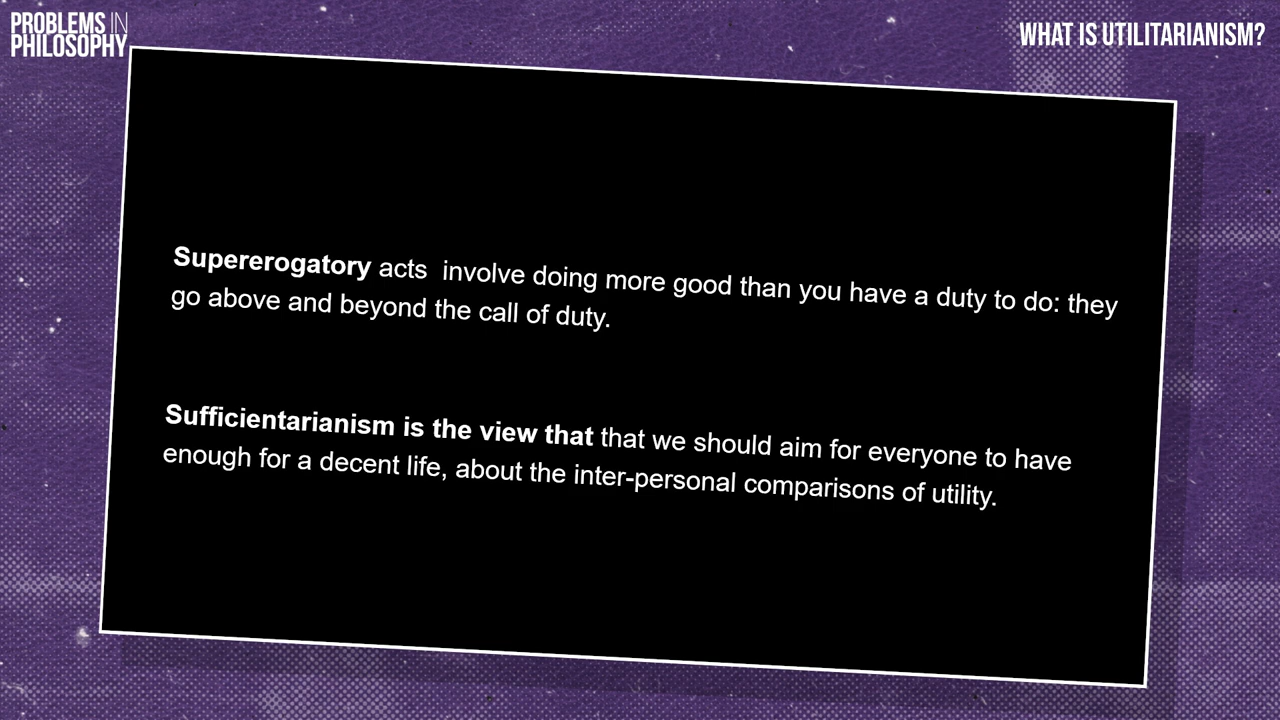 PROBLEMS IN
PHILOSOPHY
WHAT IS UTILITARIANISM?
Supererogatory acts  involve doing more good than you have a duty to do: they
go above and beyond the call of duty.
Sufficientarianism is the view that that we should aim for everyone to have
enough for a decent life, about the inter-personal comparisons of utility.